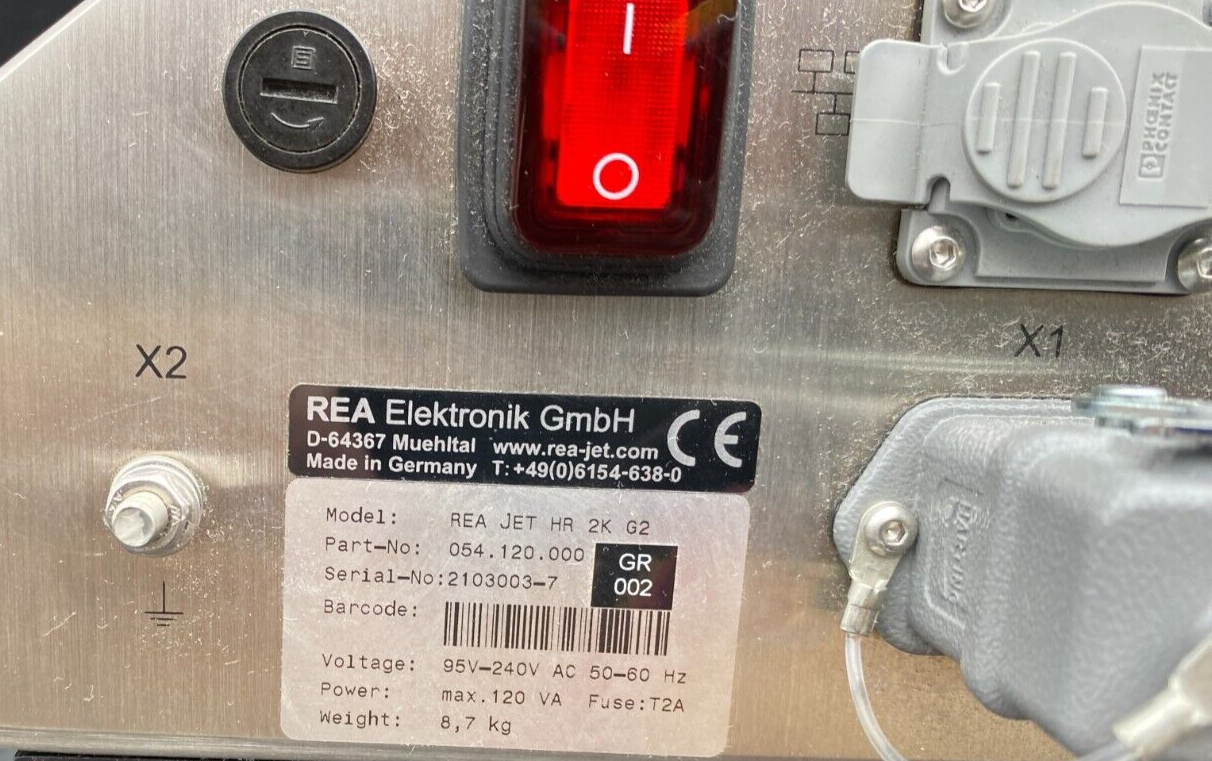 PHŒNIX
CONTACT
X2
X1
REA Elektronik GmbH CE
D-64367 Muehltal www.rea-jet.com
Made in Germany T:+49(0)6154-638-0
Model: REA JET HR 2K G2
Part-No: 054.120.000
GR
002
Serial-No:2103003-7
Barcode:
Voltage: 95V-240V AC 50-60 Hz
Power: max.120 VA Fuse:T2A
Weight: 8,7 kg